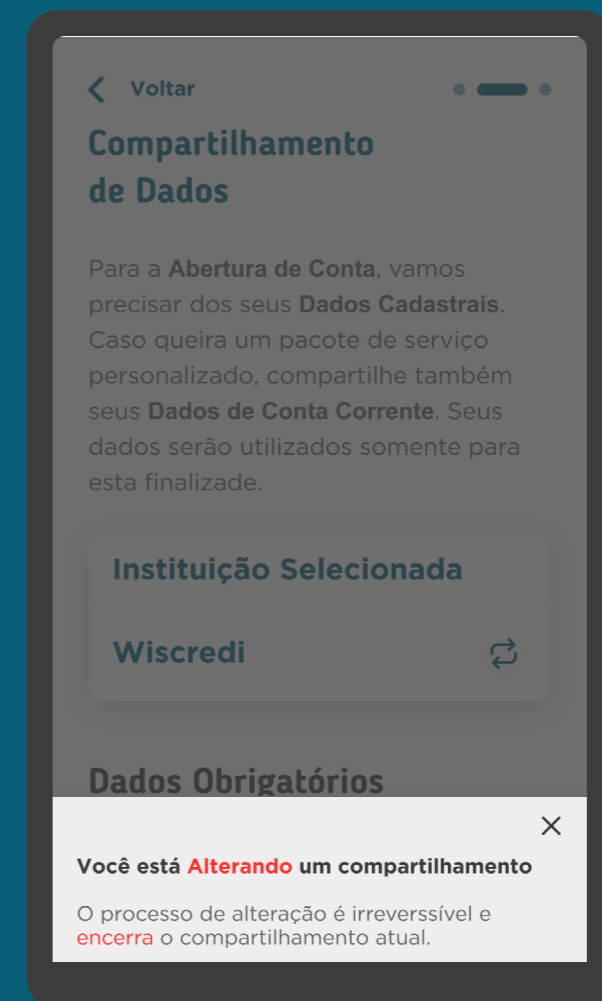 Voltar
Compartilhamento
de Dados
Para a Abertura de Conta, vamos
precisar dos seus Dados Cadastrais.
Caso queira um pacote de serviço
personalizado, compartilhe também
seus Dados de Conta Corrente. Seus
dados serão utilizados somente para
esta finalizade.
Instituição Selecionada
Wiscredi
Dados Obrigatórios
Você está Alterando um compartilhamento
O processo de alteração é irreverssível e
encerra o compartilhamento atual.